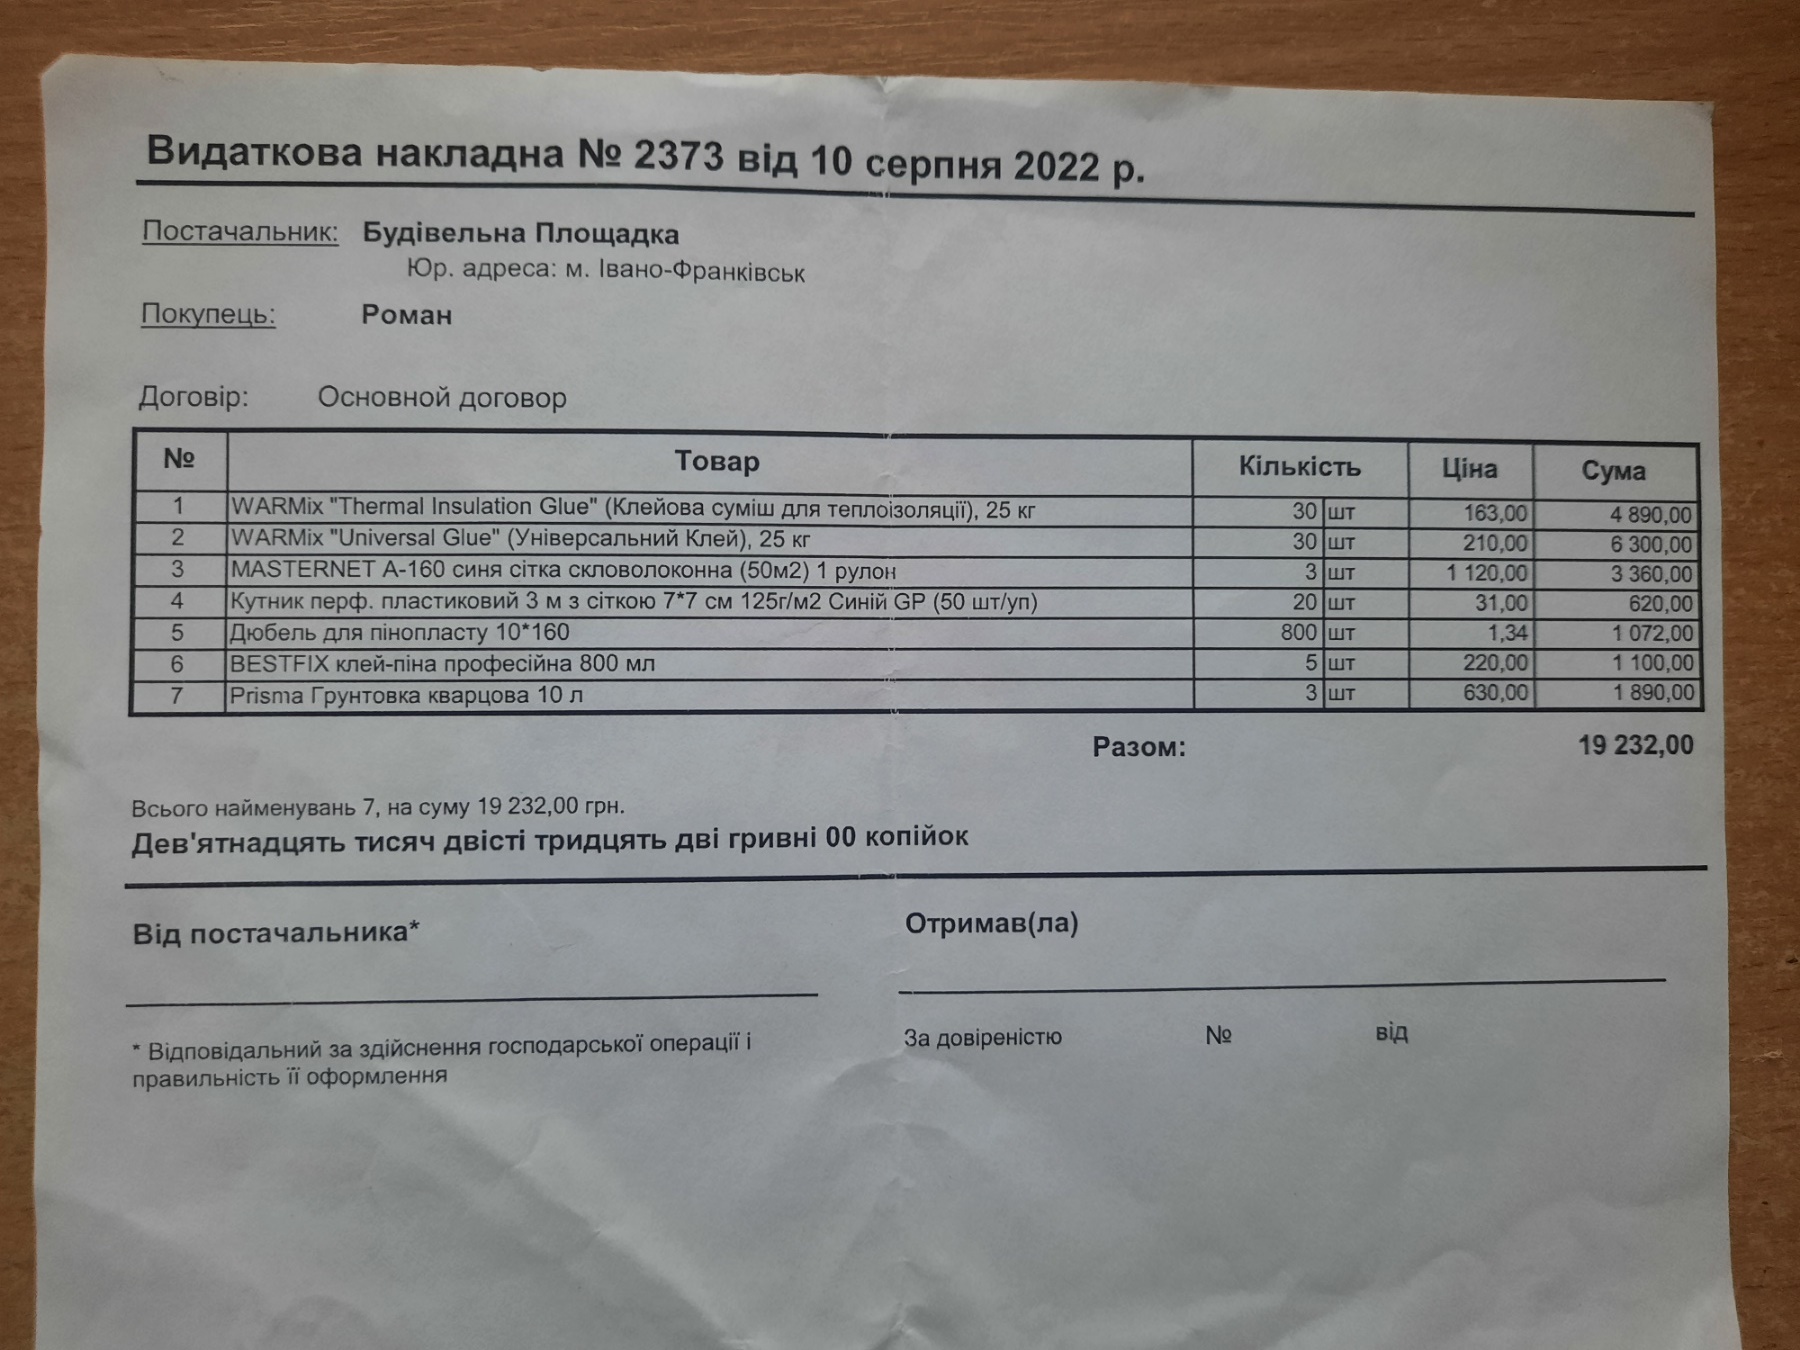 Видаткова накладна № 2373 від 10 серпня 2022 р.
Постачальник: Будівельна Площадка
Юр. адреса: м. Івано-Франківськ
Покупець: Роман
Договір: Основной договор
№ Товар Кількість Ціна Сума
1 WARMix "Thermal Insulation Glue" (Клейова суміш для теплоізоляції), 25 кг 30 шт 163,00 4 890,00
2 WARMix "Universal Glue" (Універсальний Клей), 25 кг 30 шт 210,00 6 300,00
3 MASTERNET А-160 синя сітка скловолоконна (50м2) 1 рулон 3 шт 1 120,00 3 360,00
4 Кутник перф. пластиковий 3 м з сіткою 7*7 см 125г/м2 Синій GP (50 шт/уп) 20 шт 31,00 620,00
5 Дюбель для пінопласту 10*160 800 шт 1,34 1 072,00
6 BESTFIX клей-піна професійна 800 мл 5 шт 220,00 1 100,00
7 Prisma Грунтовка кварцова 10 л 3 шт 630,00 1 890,00
Разом: 19 232,00
Всього найменувань 7, на суму 19 232,00 грн.
Дев'ятнадцять тисяч двісті тридцять дві гривні 00 копійок
Від постачальника* Отримав(ла)
* Відповідальний за здійснення господарської операції і
правильність її оформлення
За довіреністю № від